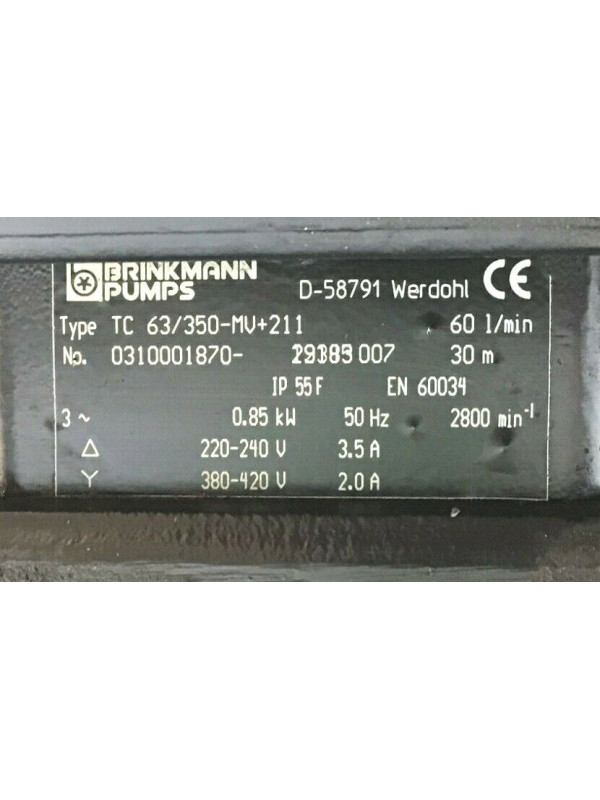 BRINKMANN
PUMPS D-58791 Werdohl CE
Type TC 63/350-MV+211 60 l/min
No. 0310001870- 007 30 m
IP 55 F EN 60034
3 ~ 0.85 kW 50 Hz 2800 min⁻¹
Δ 220-240 V 3.5 A
Y 380-420 V 2.0 A